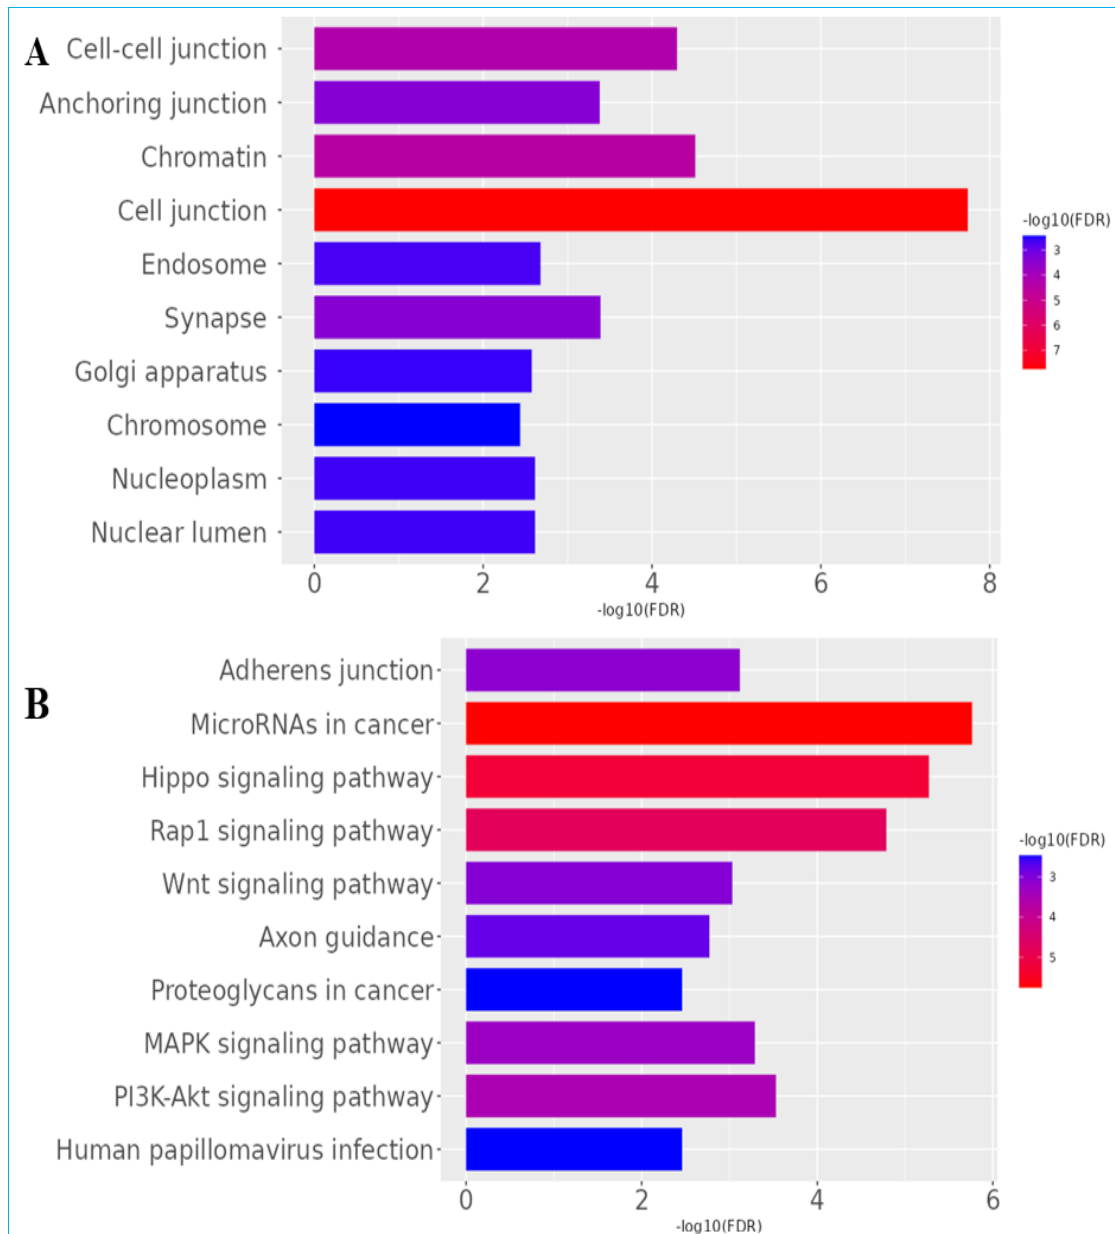 A
Cell-cell junction
Anchoring junction
Chromatin
Cell junction
Endosome
Synapse
Golgi apparatus
Chromosome
Nucleoplasm
Nuclear lumen
0 2 4 6 8
-log10(FDR)
-log10(FDR)
3
4
5
6
7
B
Adherens junction
MicroRNAs in cancer
Hippo signaling pathway
Rap1 signaling pathway
Wnt signaling pathway
Axon guidance
Proteoglycans in cancer
MAPK signaling pathway
PI3K-Akt signaling pathway
Human papillomavirus infection
0 2 4 6
-log10(FDR)
-log10(FDR)
3
4
5